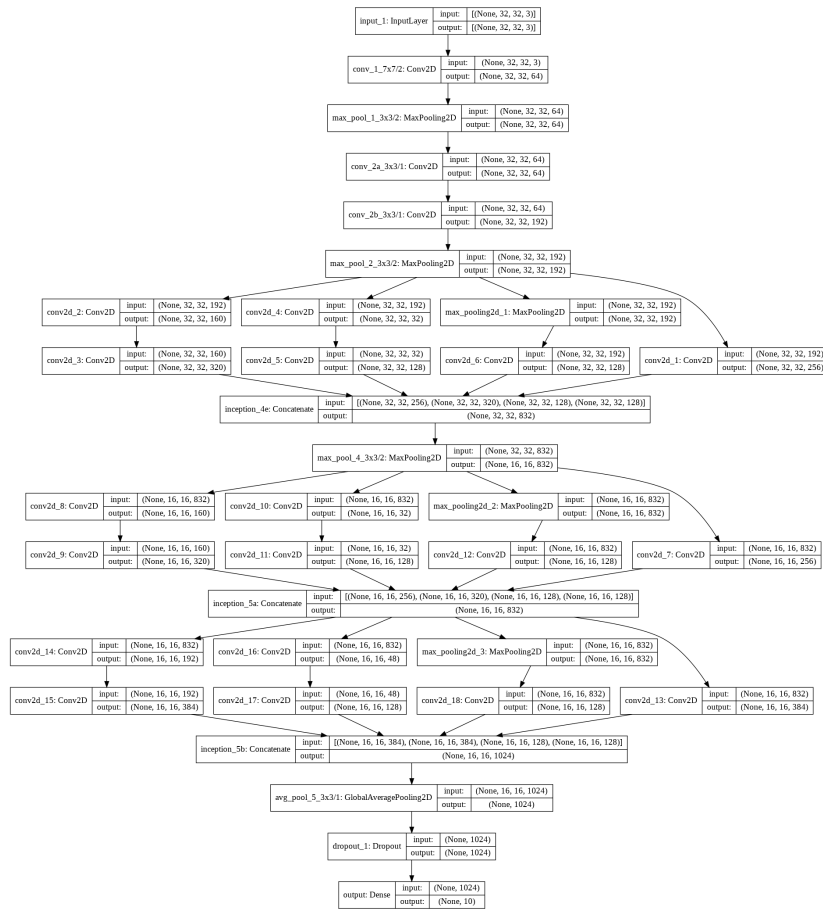 input_1: InputLayer
input: [(None, 32, 32, 3)]
output: [(None, 32, 32, 3)]
conv_1_7x7/2: Conv2D
input: (None, 32, 32, 3)
output: (None, 32, 32, 64)
max_pool_1_3x3/2: MaxPooling2D
input: (None, 32, 32, 64)
output: (None, 32, 32, 64)
conv_2a_3x3/1: Conv2D
input: (None, 32, 32, 64)
output: (None, 32, 32, 64)
conv_2b_3x3/1: Conv2D
input: (None, 32, 32, 64)
output: (None, 32, 32, 192)
max_pool_2_3x3/2: MaxPooling2D
input: (None, 32, 32, 192)
output: (None, 32, 32, 192)
conv2d_2: Conv2D
input: (None, 32, 32, 192)
output: (None, 32, 32, 160)
conv2d_4: Conv2D
input: (None, 32, 32, 192)
output: (None, 32, 32, 32)
max_pooling2d_1: MaxPooling2D
input: (None, 32, 32, 192)
output: (None, 32, 32, 192)
conv2d_3: Conv2D
input: (None, 32, 32, 160)
output: (None, 32, 32, 320)
conv2d_5: Conv2D
input: (None, 32, 32, 32)
output: (None, 32, 32, 128)
conv2d_6: Conv2D
input: (None, 32, 32, 192)
output: (None, 32, 32, 128)
conv2d_1: Conv2D
input: (None, 32, 32, 192)
output: (None, 32, 32, 256)
inception_4e: Concatenate
input: [(None, 32, 32, 256), (None, 32, 32, 320), (None, 32, 32, 128), (None, 32, 32, 128)]
output: (None, 32, 32, 832)
max_pool_4_3x3/2: MaxPooling2D
input: (None, 32, 32, 832)
output: (None, 16, 16, 832)
conv2d_8: Conv2D
input: (None, 16, 16, 832)
output: (None, 16, 16, 160)
conv2d_10: Conv2D
input: (None, 16, 16, 832)
output: (None, 16, 16, 32)
max_pooling2d_2: MaxPooling2D
input: (None, 16, 16, 832)
output: (None, 16, 16, 832)
conv2d_9: Conv2D
input: (None, 16, 16, 160)
output: (None, 16, 16, 320)
conv2d_11: Conv2D
input: (None, 16, 16, 32)
output: (None, 16, 16, 128)
conv2d_12: Conv2D
input: (None, 16, 16, 832)
output: (None, 16, 16, 128)
conv2d_7: Conv2D
input: (None, 16, 16, 832)
output: (None, 16, 16, 256)
inception_5a: Concatenate
input: [(None, 16, 16, 256), (None, 16, 16, 320), (None, 16, 16, 128), (None, 16, 16, 128)]
output: (None, 16, 16, 832)
conv2d_14: Conv2D
input: (None, 16, 16, 832)
output: (None, 16, 16, 192)
conv2d_16: Conv2D
input: (None, 16, 16, 832)
output: (None, 16, 16, 48)
max_pooling2d_3: MaxPooling2D
input: (None, 16, 16, 832)
output: (None, 16, 16, 832)
conv2d_15: Conv2D
input: (None, 16, 16, 192)
output: (None, 16, 16, 384)
conv2d_17: Conv2D
input: (None, 16, 16, 48)
output: (None, 16, 16, 128)
conv2d_18: Conv2D
input: (None, 16, 16, 832)
output: (None, 16, 16, 128)
conv2d_13: Conv2D
input: (None, 16, 16, 832)
output: (None, 16, 16, 384)
inception_5b: Concatenate
input: [(None, 16, 16, 384), (None, 16, 16, 384), (None, 16, 16, 128), (None, 16, 16, 128)]
output: (None, 16, 16, 1024)
avg_pool_5_3x3/1: GlobalAveragePooling2D
input: (None, 16, 16, 1024)
output: (None, 1024)
dropout_1: Dropout
input: (None, 1024)
output: (None, 1024)
output: Dense
input: (None, 1024)
output: (None, 10)